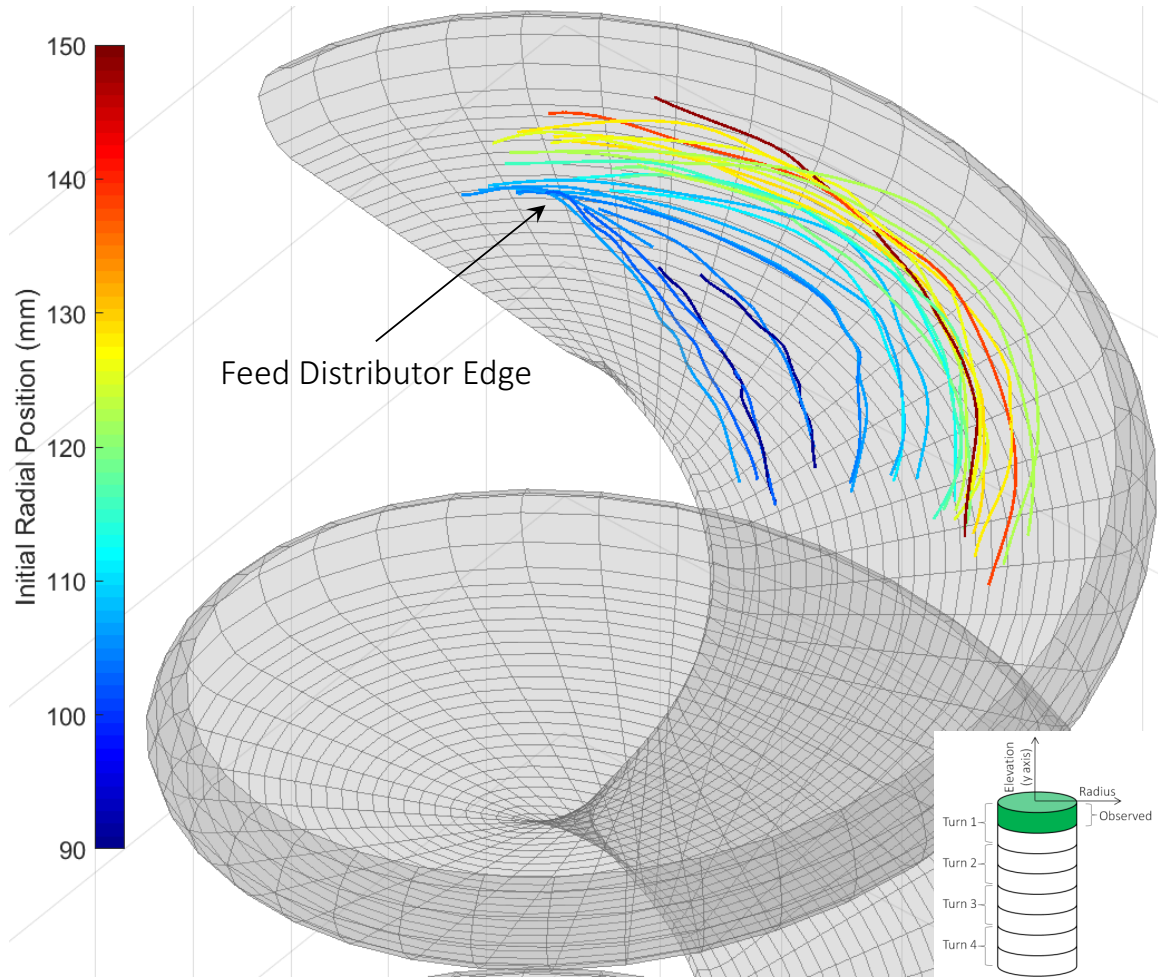 150
140
130
120
110
100
90
Initial Radial Position (mm)
Feed Distributor Edge
Elevation
(y axis)
Radius
Turn 1
Observed
Turn 2
Turn 3
Turn 4